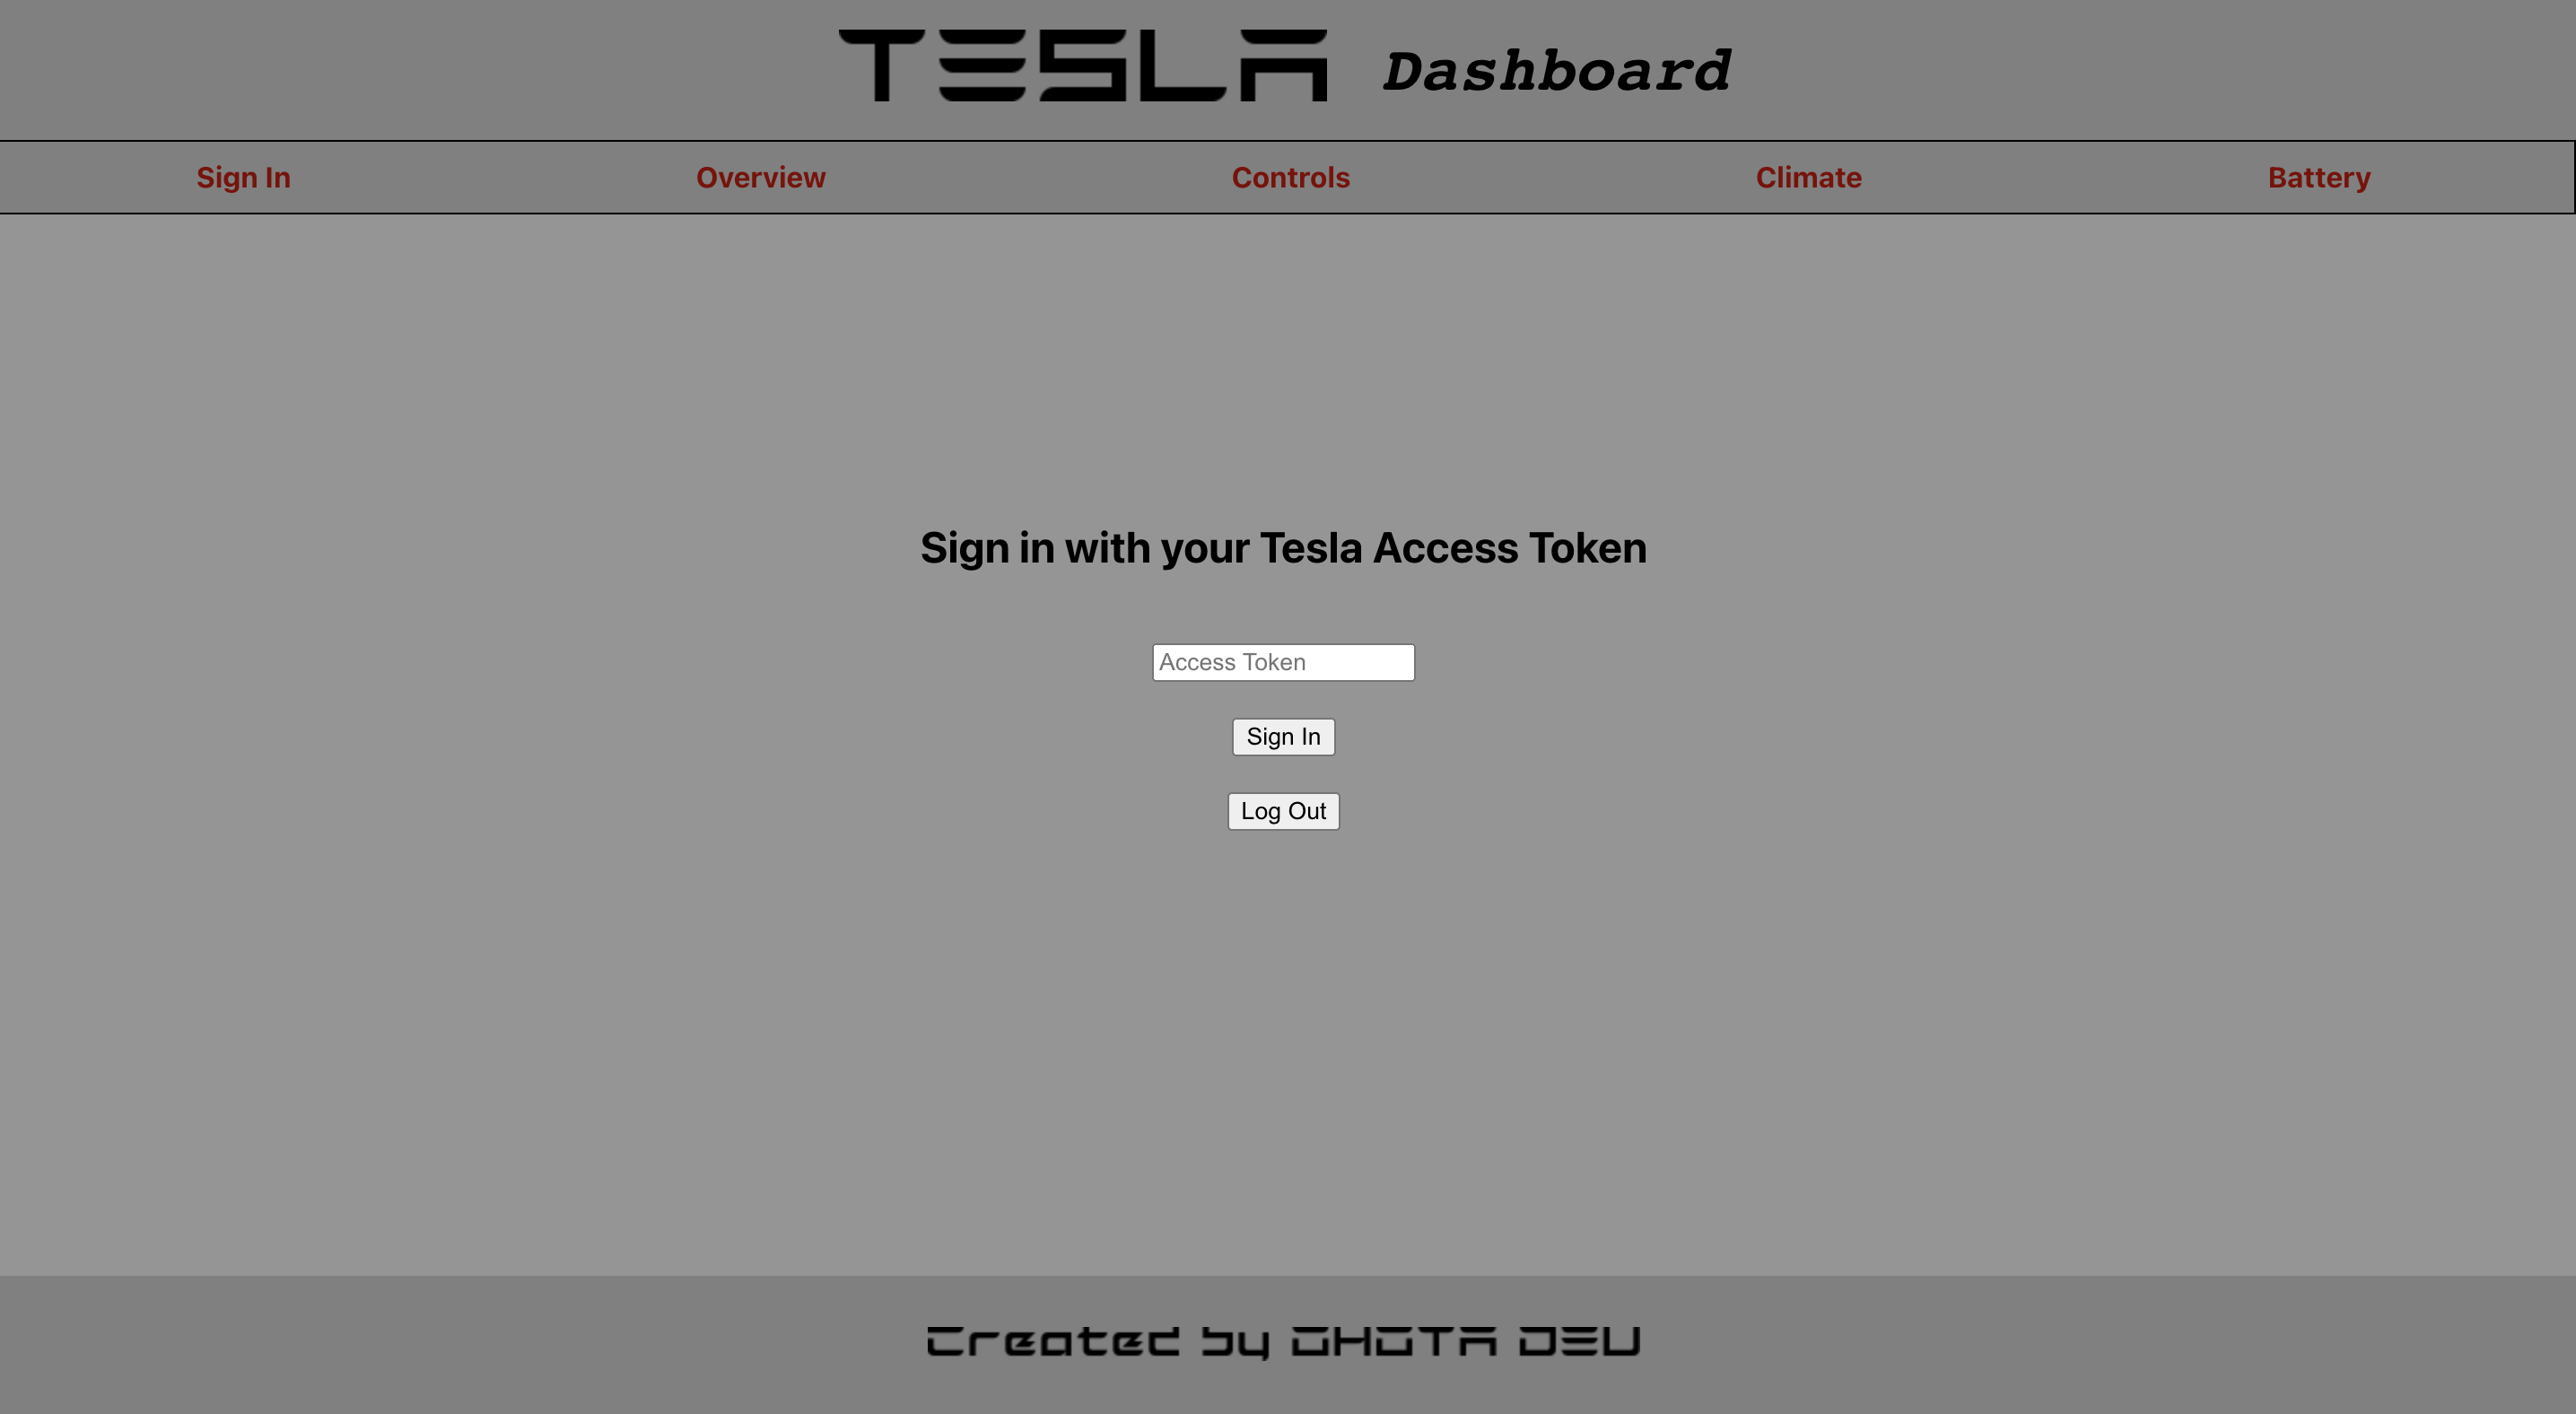 TESLA Dashboard
Sign In Overview Controls Climate Battery
Sign in with your Tesla Access Token
Access Token
Sign In
Log Out
Created by OHOTA DEV